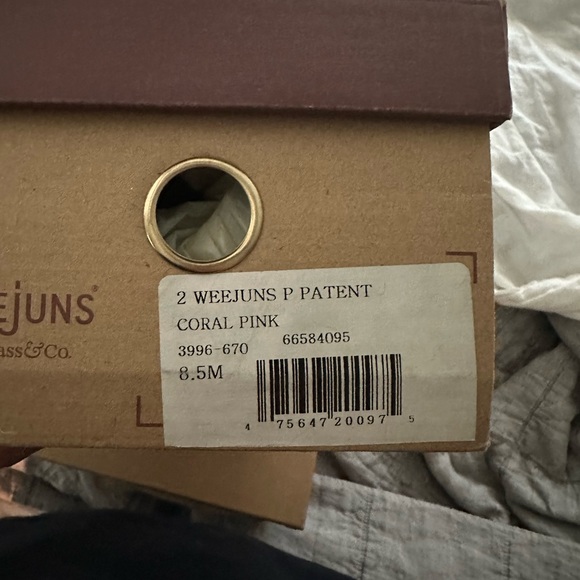 EJUNS®
ass&Co.
2 WEEJUNS P PATENT
CORAL PINK
3996-670 66584095
8.5M
4 75647 20097 5